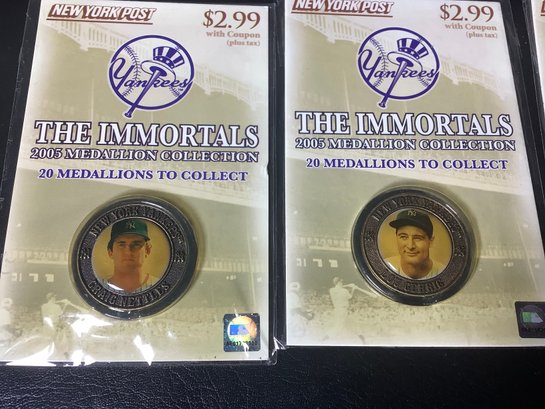 NEW YORK POST
$2.99
with Coupon
(plus tax)
Yankees
THE IMMORTALS
2005 MEDALLION COLLECTION
20 MEDALLIONS TO COLLECT
NEW YORK YANKEES
GRAIG NETTLES
NEW YORK POST
$2.99
with Coupon
(plus tax)
Yankees
THE IMMORTALS
2005 MEDALLION COLLECTION
20 MEDALLIONS TO COLLECT
NEW YORK YANKEES
LOU GEHRIG